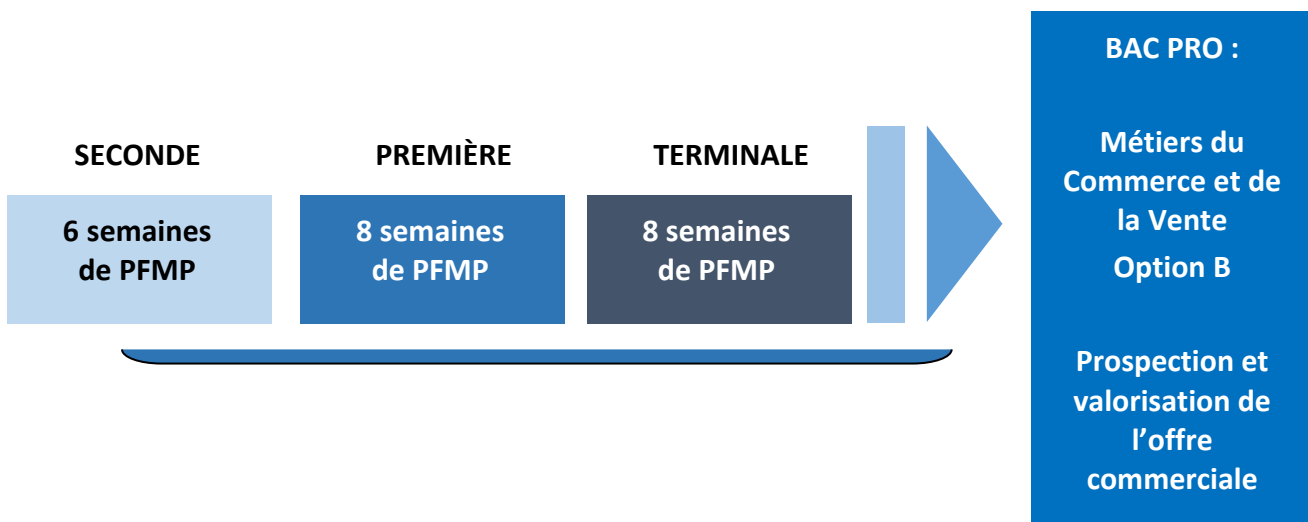 SECONDE
6 semaines
de PFMP
PREMIÈRE
8 semaines
de PFMP
TERMINALE
8 semaines
de PFMP
BAC PRO :
Métiers du
Commerce et de
la Vente
Option B
Prospection et
valorisation de
l’offre
commerciale